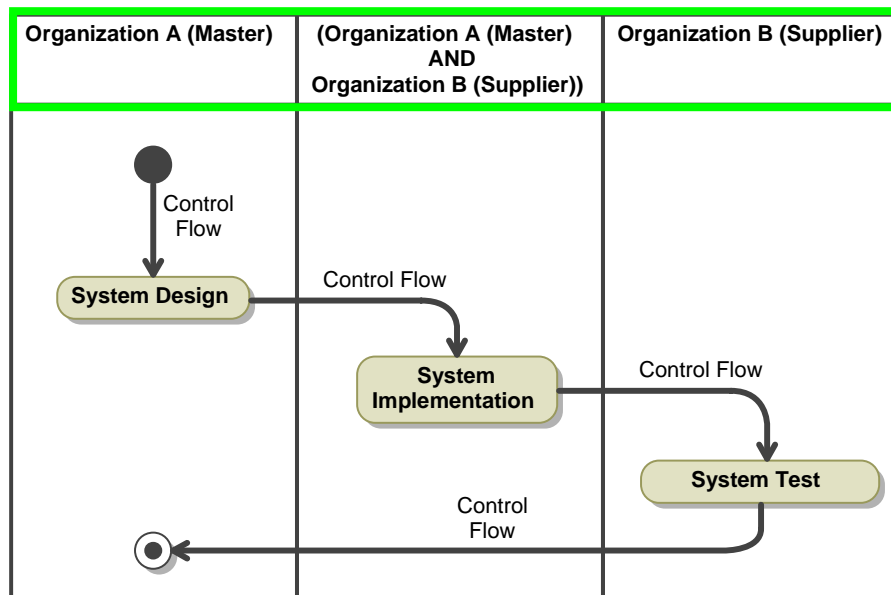 Organization A (Master)
(Organization A (Master)
AND
Organization B (Supplier))
Organization B (Supplier)
Control
Flow
System Design
Control Flow
System
Implementation
Control Flow
System Test
Control
Flow